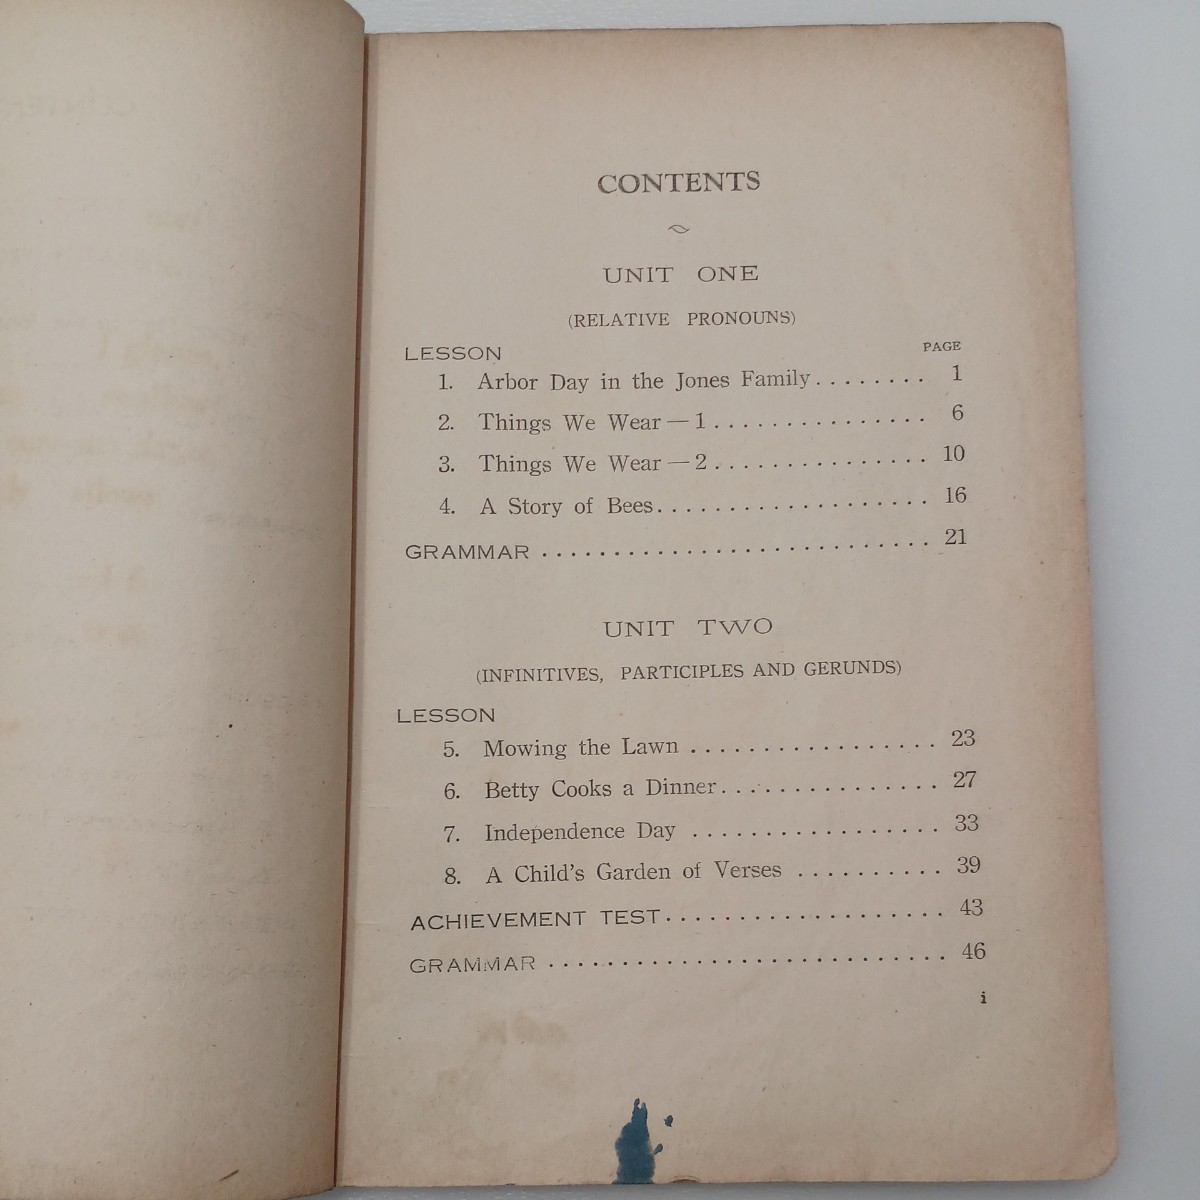 CONTENTS
UNIT ONE
(RELATIVE PRONOUNS)
LESSON PAGE
1. Arbor Day in the Jones Family........ 1
2. Things We Wear — 1............... 6
3. Things We Wear — 2............... 10
4. A Story of Bees................... 16
GRAMMAR ........................... 21
UNIT TWO
(INFINITIVES, PARTICIPLES AND GERUNDS)
LESSON
5. Mowing the Lawn ................. 23
6. Betty Cooks a Dinner............... 27
7. Independence Day ................. 33
8. A Child's Garden of Verses .......... 39
ACHIEVEMENT TEST.................... 43
GRAMMAR ............................ 46
i